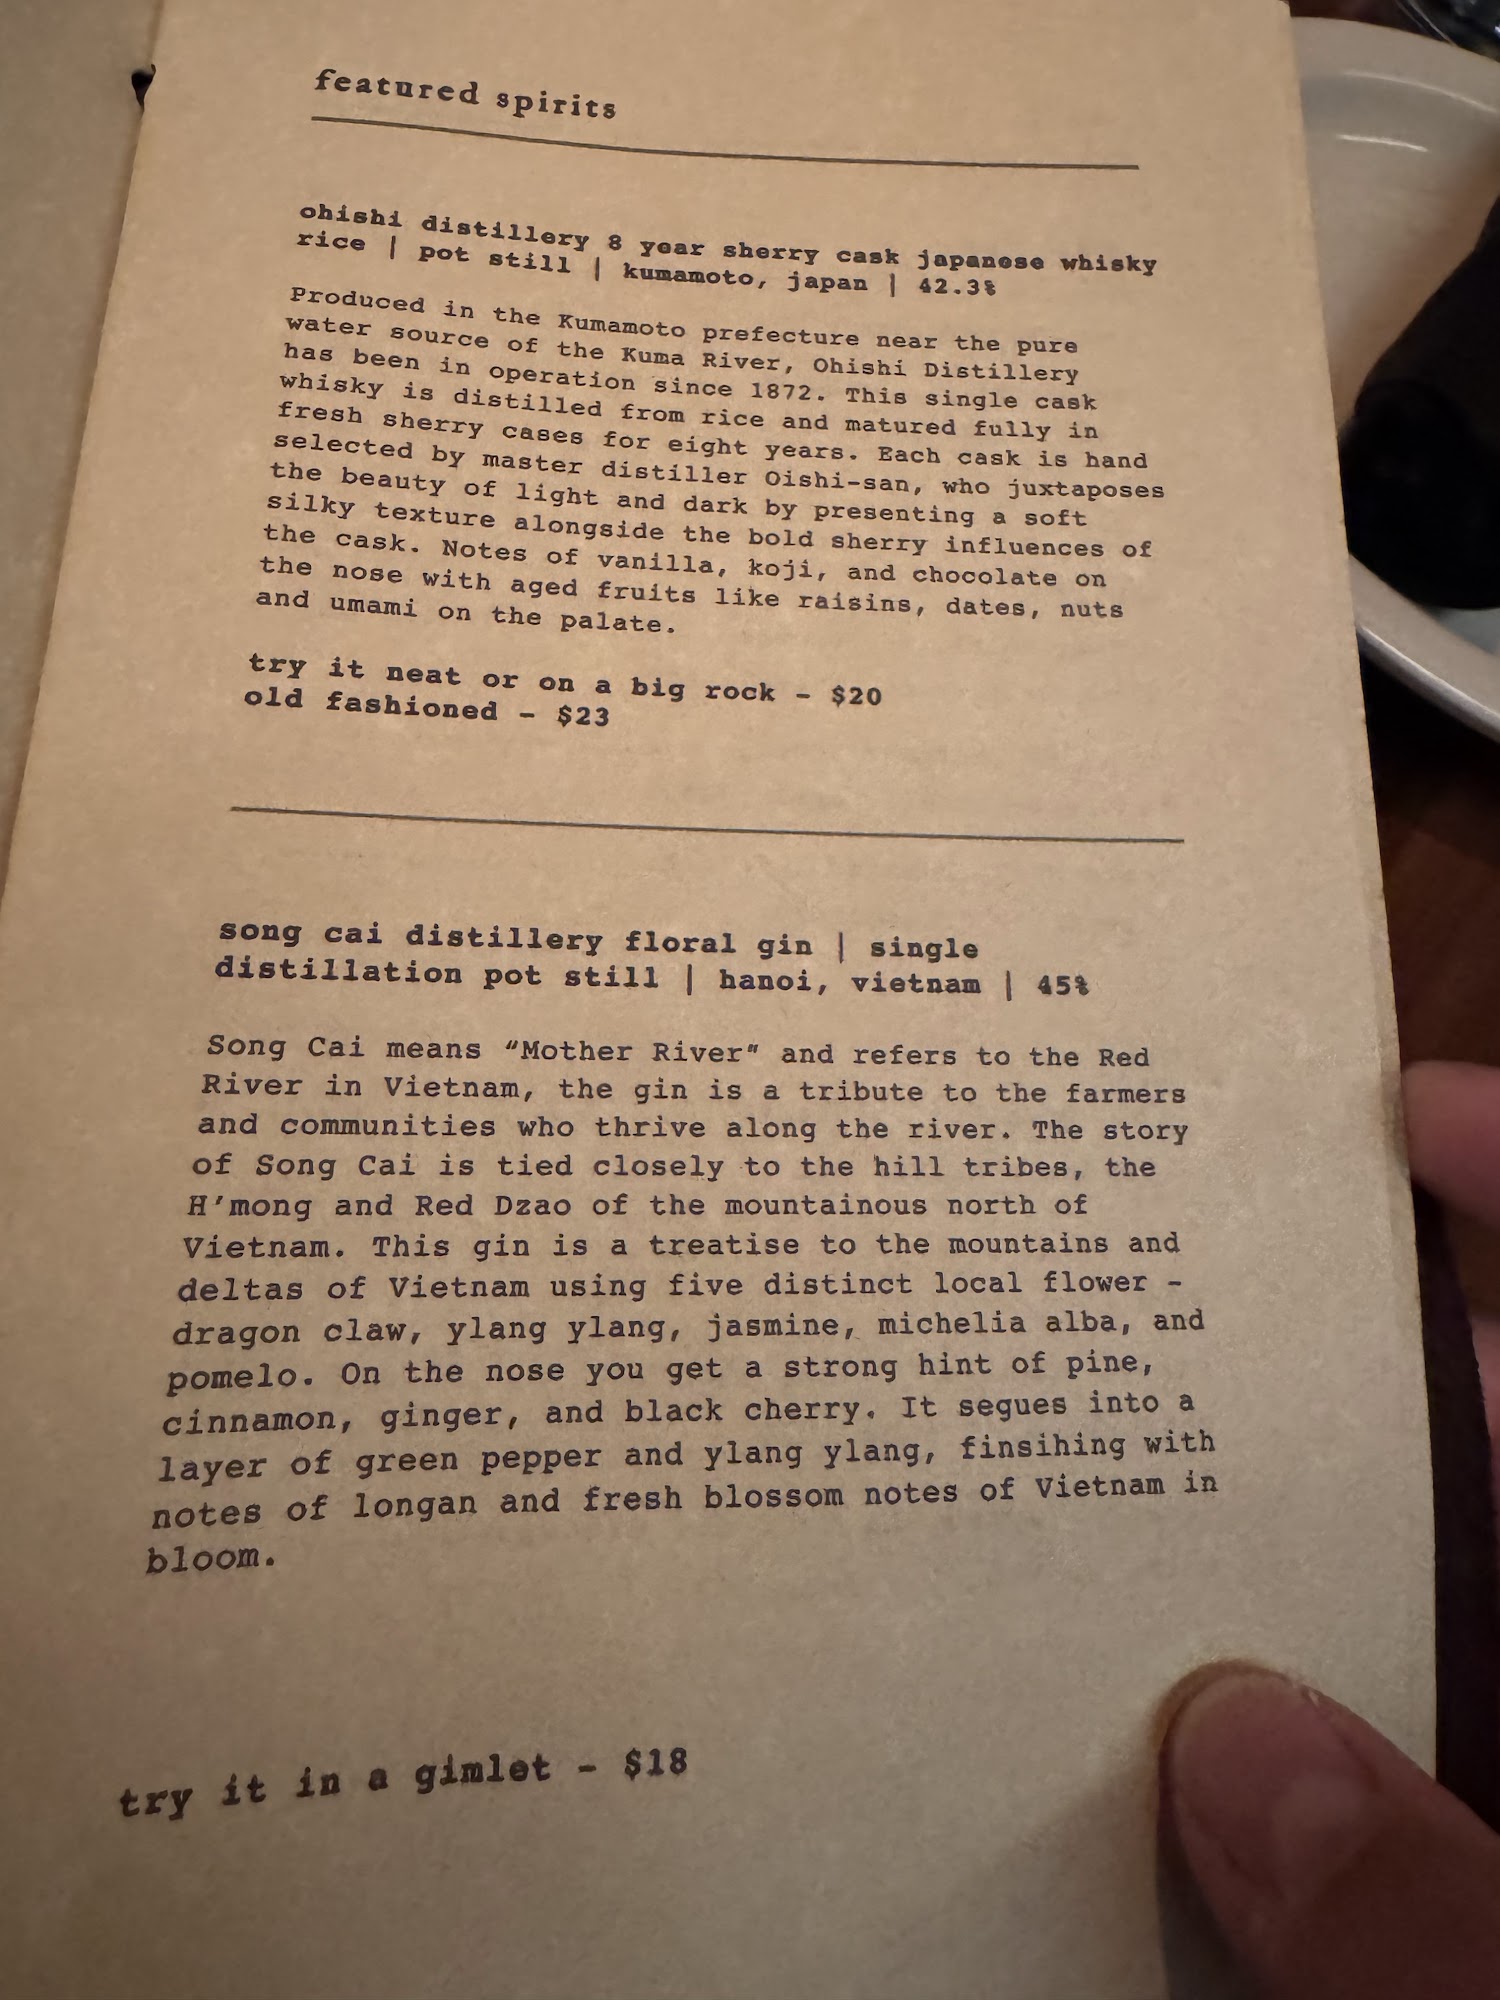 featured spirits
ohishi distillery 8 year sherry cask japanese whisky
rice | pot still | kumamoto, japan | 42.3%
Produced in the Kumamoto prefecture near the pure
water source of the Kuma River, Ohishi Distillery
has been in operation since 1872. This single cask
whisky is distilled from rice and matured fully in
fresh sherry cases for eight years. Each cask is hand
selected by master distiller Oishi-san, who juxtaposes
the beauty of light and dark by presenting a soft
silky texture alongside the bold sherry influences of
the cask. Notes of vanilla, koji, and chocolate on
the nose with aged fruits like raisins, dates, nuts
and umami on the palate.
try it neat or on a big rock - $20
old fashioned - $23
song cai distillery floral gin | single
distillation pot still | hanoi, vietnam | 45%
Song Cai means “Mother River” and refers to the Red
River in Vietnam, the gin is a tribute to the farmers
and communities who thrive along the river. The story
of Song Cai is tied closely to the hill tribes, the
H’mong and Red Dzao of the mountainous north of
Vietnam. This gin is a treatise to the mountains and
deltas of Vietnam using five distinct local flower -
dragon claw, ylang ylang, jasmine, michelia alba, and
pomelo. On the nose you get a strong hint of pine,
cinnamon, ginger, and black cherry. It segues into a
layer of green pepper and ylang ylang, finsihing with
notes of longan and fresh blossom notes of Vietnam in
bloom.
try it in a gimlet - $18